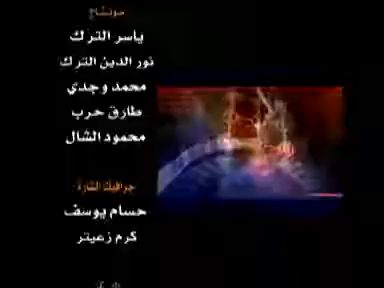 مونتاج
ياسر الترك
نور الدين الترك
محمد وجدي
طارق حرب
محمود الشال
جرافيك الشارة
حسام يوسف
كرم زعيتر